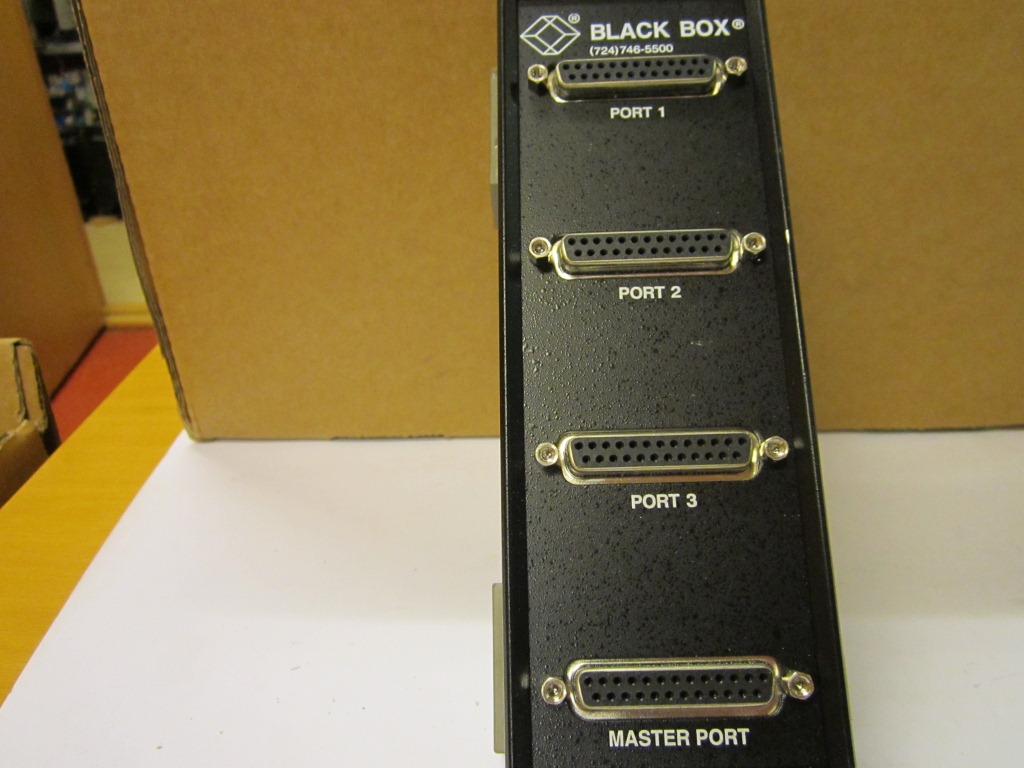 BLACK BOX®
(724)746-5500
PORT 1
PORT 2
PORT 3
MASTER PORT